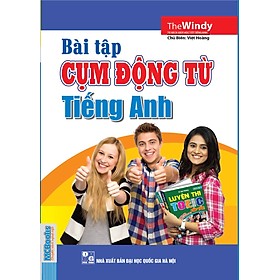 TheWindy
Chủ Biên: Việt Hoàng
Bài tập
CỤM ĐỘNG TỪ
Tiếng Anh
LUYỆN THI
TOEIC
MCBooks
NHÀ XUẤT BẢN ĐẠI HỌC QUỐC GIA HÀ NỘI